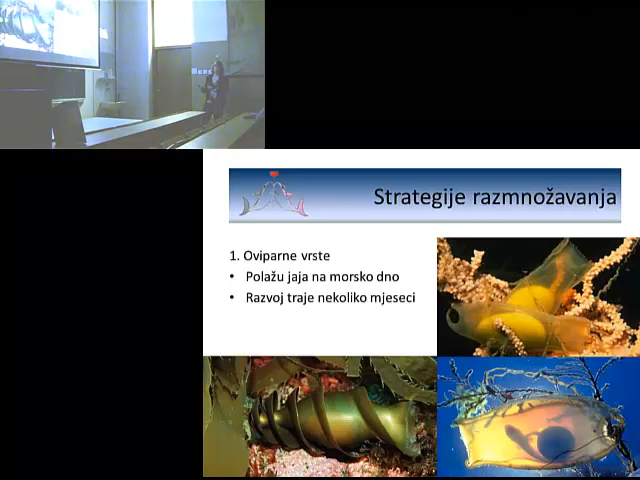 Strategije razmnožavanja
1. Oviparne vrste
• Polažu jaja na morsko dno
• Razvoj traje nekoliko mjeseci